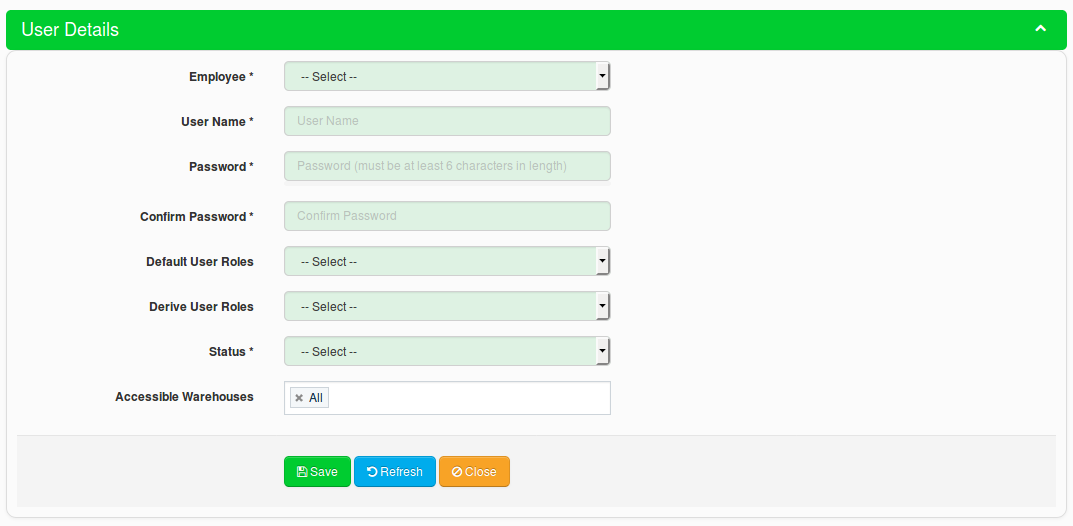 User Details
Employee * -- Select --
User Name * User Name
Password * Password (must be at least 6 characters in length)
Confirm Password * Confirm Password
Default User Roles -- Select --
Derive User Roles -- Select --
Status * -- Select --
Accessible Warehouses × All
Save Refresh Close